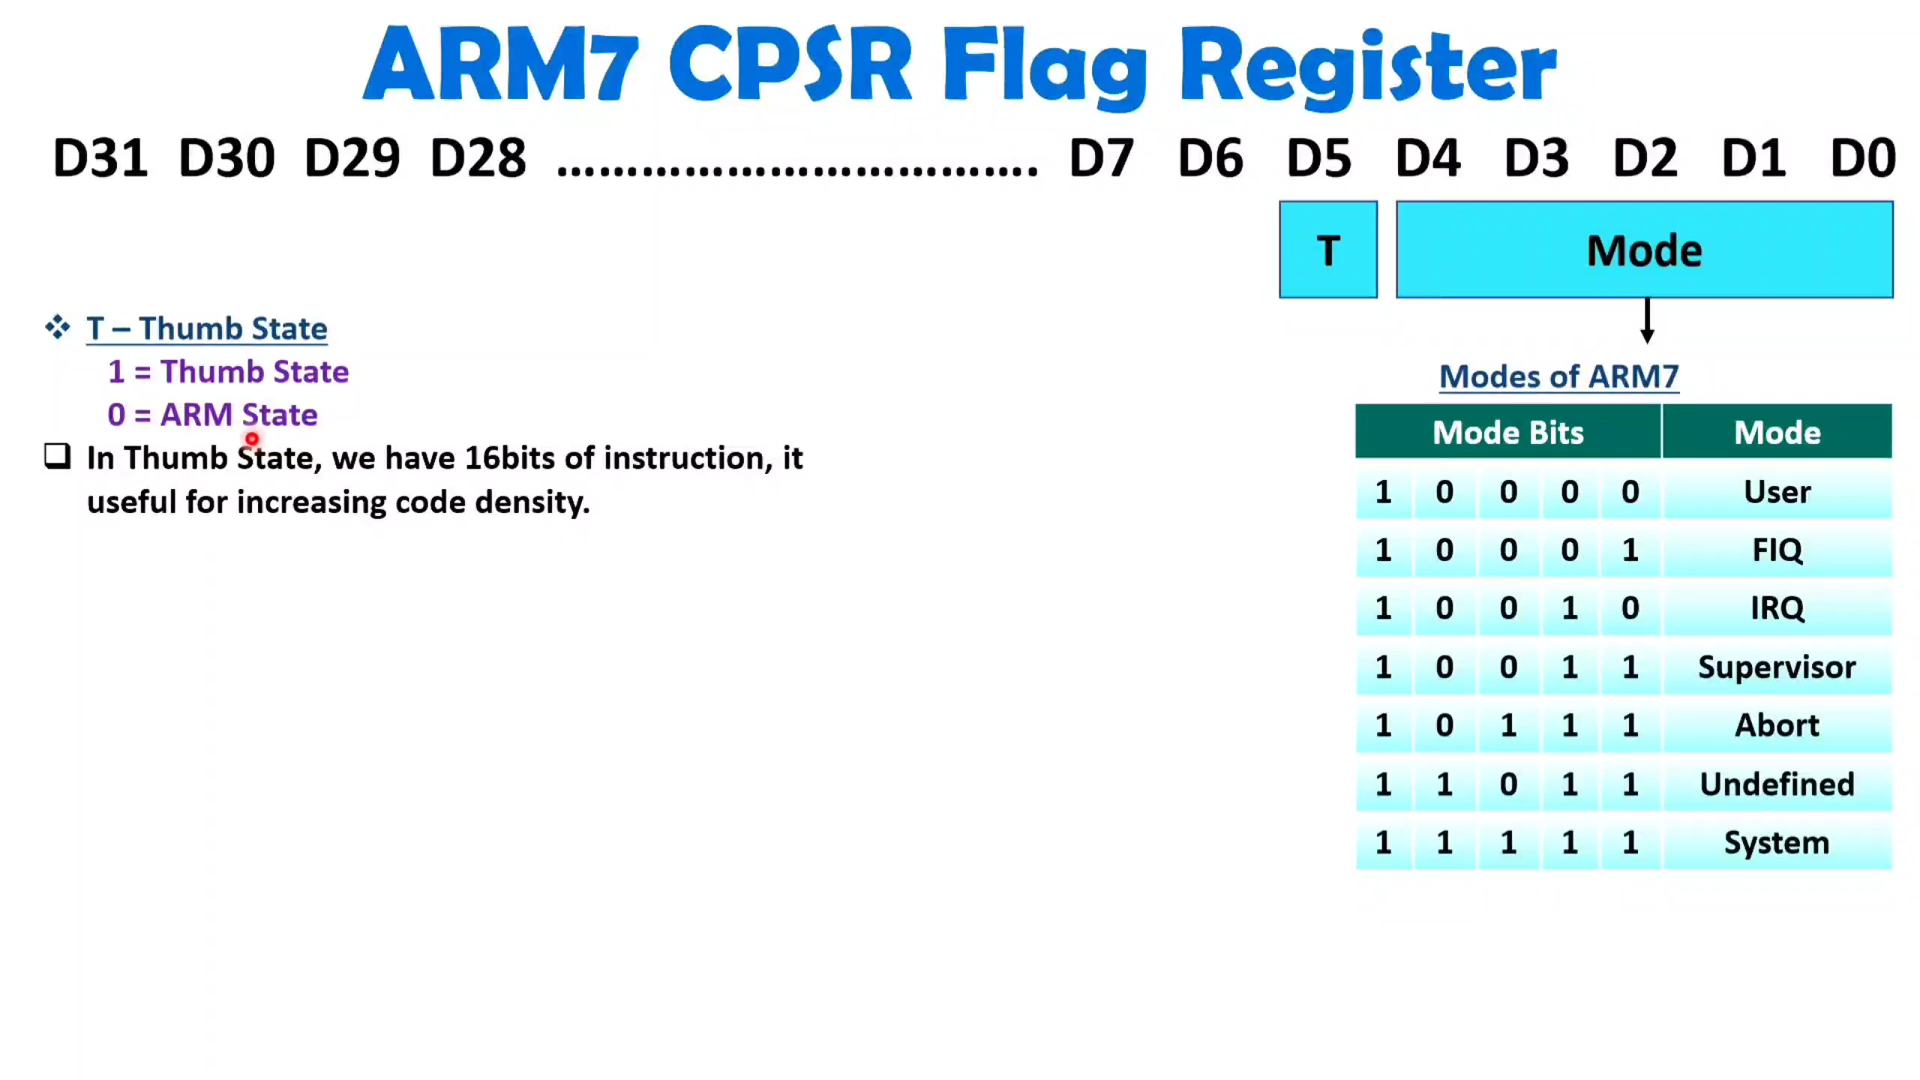 ARM7 CPSR Flag Register
D31 D30 D29 D28 .................................. D7 D6 D5 D4 D3 D2 D1 D0
T Mode
❖ T – Thumb State
1 = Thumb State
0 = ARM State
❑ In Thumb State, we have 16bits of instruction, it
useful for increasing code density.
Modes of ARM7
Mode Bits Mode
1 0 0 0 0 User
1 0 0 0 1 FIQ
1 0 0 1 0 IRQ
1 0 0 1 1 Supervisor
1 0 1 1 1 Abort
1 1 0 1 1 Undefined
1 1 1 1 1 System